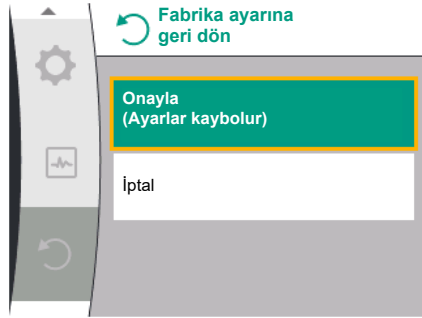 Fabrika ayarına
geri dön
Onayla
(Ayarlar kaybolur)
İptal